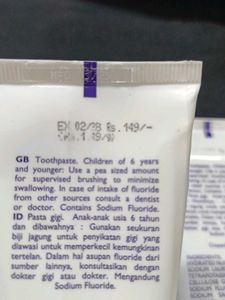 EX 02/28 Rs.149/-
GB Toothpaste. Children of 6 years
and younger: Use a pea sized amount
for supervised brushing to minimize
swallowing. In case of intake of fluoride
from other sources consult a dentist
or doctor. Contains Sodium Fluoride.
ID Pasta gigi. Anak-anak usia 6 tahun
dan dibawahnya : Gunakan seukuran
biji jagung untuk penyikatan gigi yang
diawasi untuk memperkecil kemungkinan
tertelan. Dalam hal asupan fluoride dari
sumber lainnya, konsultasikan dengan
dokter gigi atau dokter. Mengandung
Sodium Fluoride.